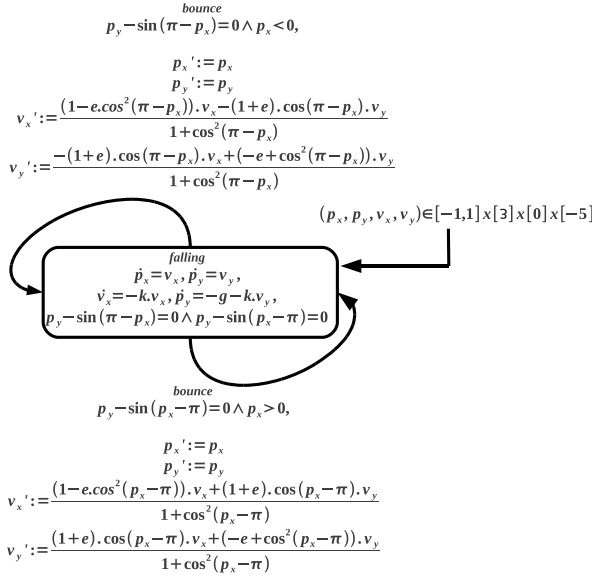 bounce
p_y−sin(π−p_x)=0∧p_x<0,
p_x':=p_x
p_y':=p_y
v_x':=((1−e.cos²(π−p_x)).v_x−(1+e).cos(π−p_x).v_y)/(1+cos²(π−p_x))
v_y':=(−(1+e).cos(π−p_x).v_x+(−e+cos²(π−p_x)).v_y)/(1+cos²(π−p_x))
(p_x,p_y,v_x,v_y)∈[−1,1]x[3]x[0]x[−5]
falling
ṗ_x=v_x,ṗ_y=v_y,
v̇_x=−k.v_x,ṗ_y=−g−k.v_y,
p_y−sin(π−p_x)=0∧p_y−sin(p_x−π)=0
bounce
p_y−sin(p_x−π)=0∧p_x>0,
p_x':=p_x
p_y':=p_y
v_x':=((1−e.cos²(p_x−π)).v_x+(1+e).cos(p_x−π).v_y)/(1+cos²(p_x−π))
v_y':=((1+e).cos(p_x−π).v_x+(−e+cos²(p_x−π)).v_y)/(1+cos²(p_x−π))